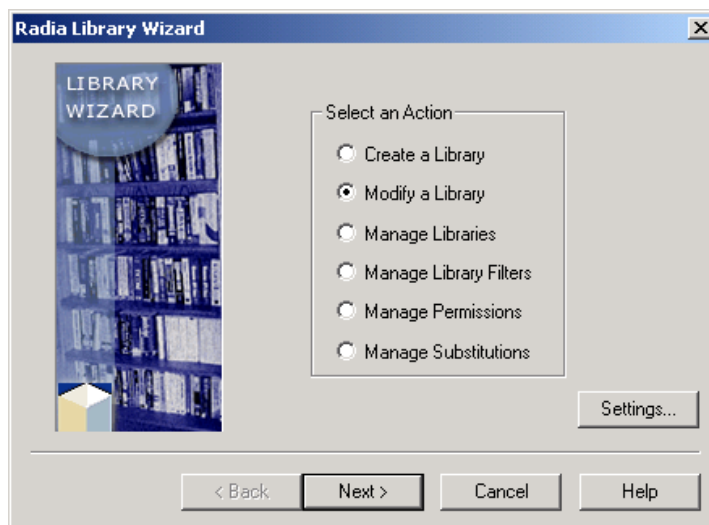 Radia Library Wizard
LIBRARY
WIZARD
Select an Action
Create a Library
Modify a Library
Manage Libraries
Manage Library Filters
Manage Permissions
Manage Substitutions
Settings...
< Back
Next >
Cancel
Help